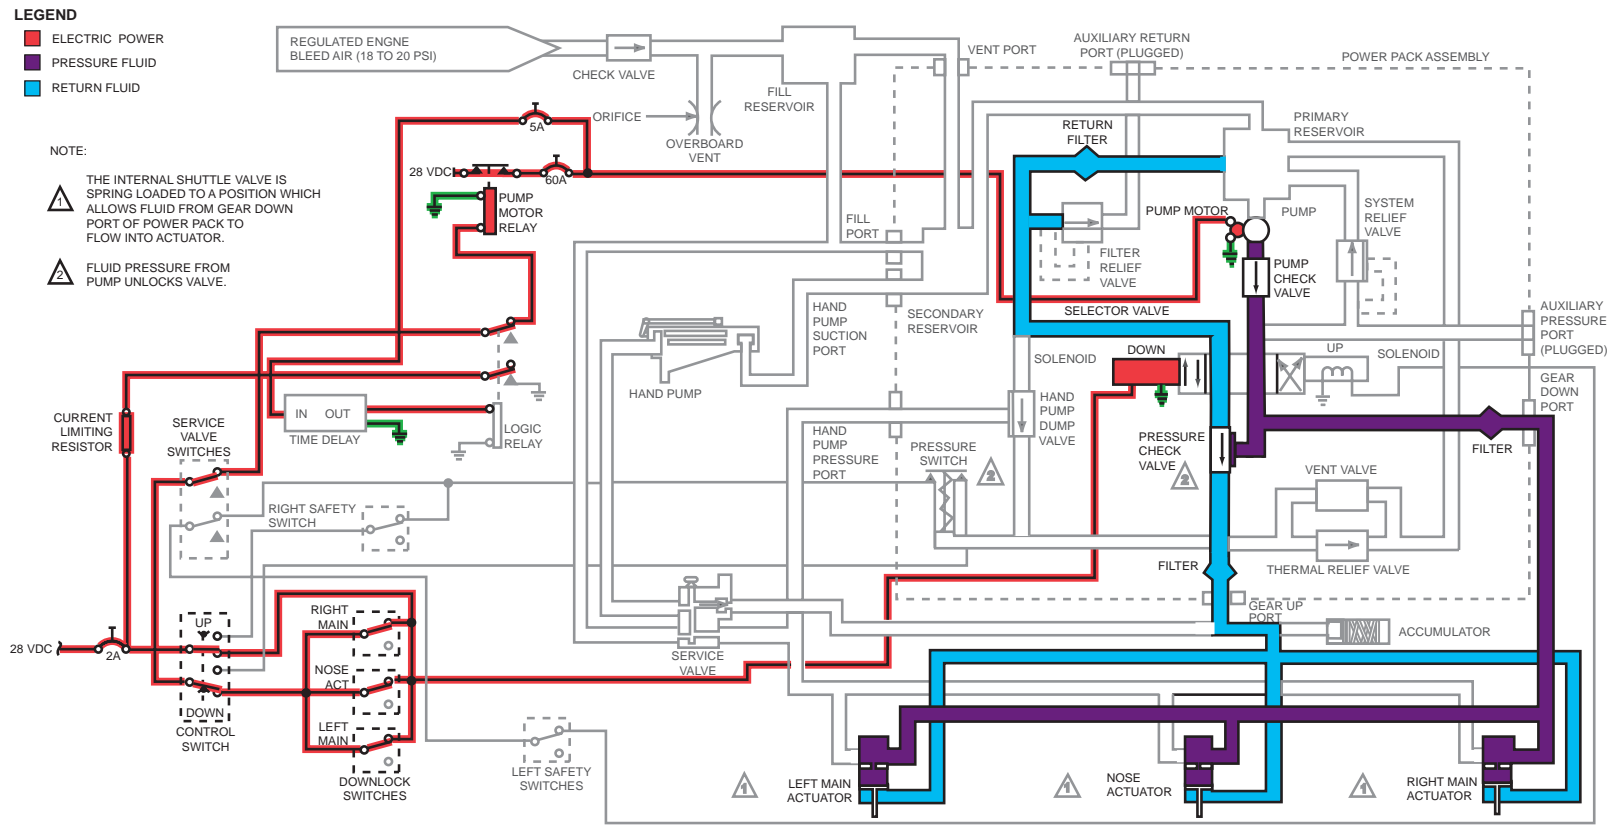 LEGEND
ELECTRIC POWER
PRESSURE FLUID
RETURN FLUID
NOTE:
1
THE INTERNAL SHUTTLE VALVE IS
SPRING LOADED TO A POSITION WHICH
ALLOWS FLUID FROM GEAR DOWN
PORT OF POWER PACK TO
FLOW INTO ACTUATOR.
2
FLUID PRESSURE FROM
PUMP UNLOCKS VALVE.
REGULATED ENGNE
BLEED AIR (18 TO 20 PSI)
CHECK VALVE
ORIFICE
OVERBOARD
VENT
FILL
RESERVOIR
VENT PORT
AUXILIARY RETURN
PORT (PLUGGED)
POWER PACK ASSEMBLY
5A
28 VDC
60A
PUMP
MOTOR
RELAY
RETURN
FILTER
PRIMARY
RESERVOIR
FILL
PORT
PUMP MOTOR
PUMP
SYSTEM
RELIEF
VALVE
FILTER
RELIEF
VALVE
PUMP
CHECK
VALVE
HAND
PUMP
SUCTION
PORT
SECONDARY
RESERVOIR
SELECTOR VALVE
AUXILIARY
PRESSURE
PORT
(PLUGGED)
SOLENOID
DOWN
UP
SOLENOID
GEAR
DOWN
PORT
HAND PUMP
HAND
PUMP
DUMP
VALVE
IN OUT
TIME DELAY
LOGIC
RELAY
CURRENT
LIMITING
RESISTOR
SERVICE
VALVE
SWITCHES
HAND
PUMP
PRESSURE
PORT
PRESSURE
SWITCH
2
PRESSURE
CHECK
VALVE
2
FILTER
VENT VALVE
RIGHT SAFETY
SWITCH
FILTER
THERMAL RELIEF VALVE
GEAR UP
PORT
ACCUMULATOR
SERVICE
VALVE
28 VDC
2A
UP
DOWN
CONTROL
SWITCH
RIGHT
MAIN
NOSE
ACT
LEFT
MAIN
DOWNLOCK
SWITCHES
LEFT SAFETY
SWITCHES
1
LEFT MAIN
ACTUATOR
1
NOSE
ACTUATOR
1
RIGHT MAIN
ACTUATOR